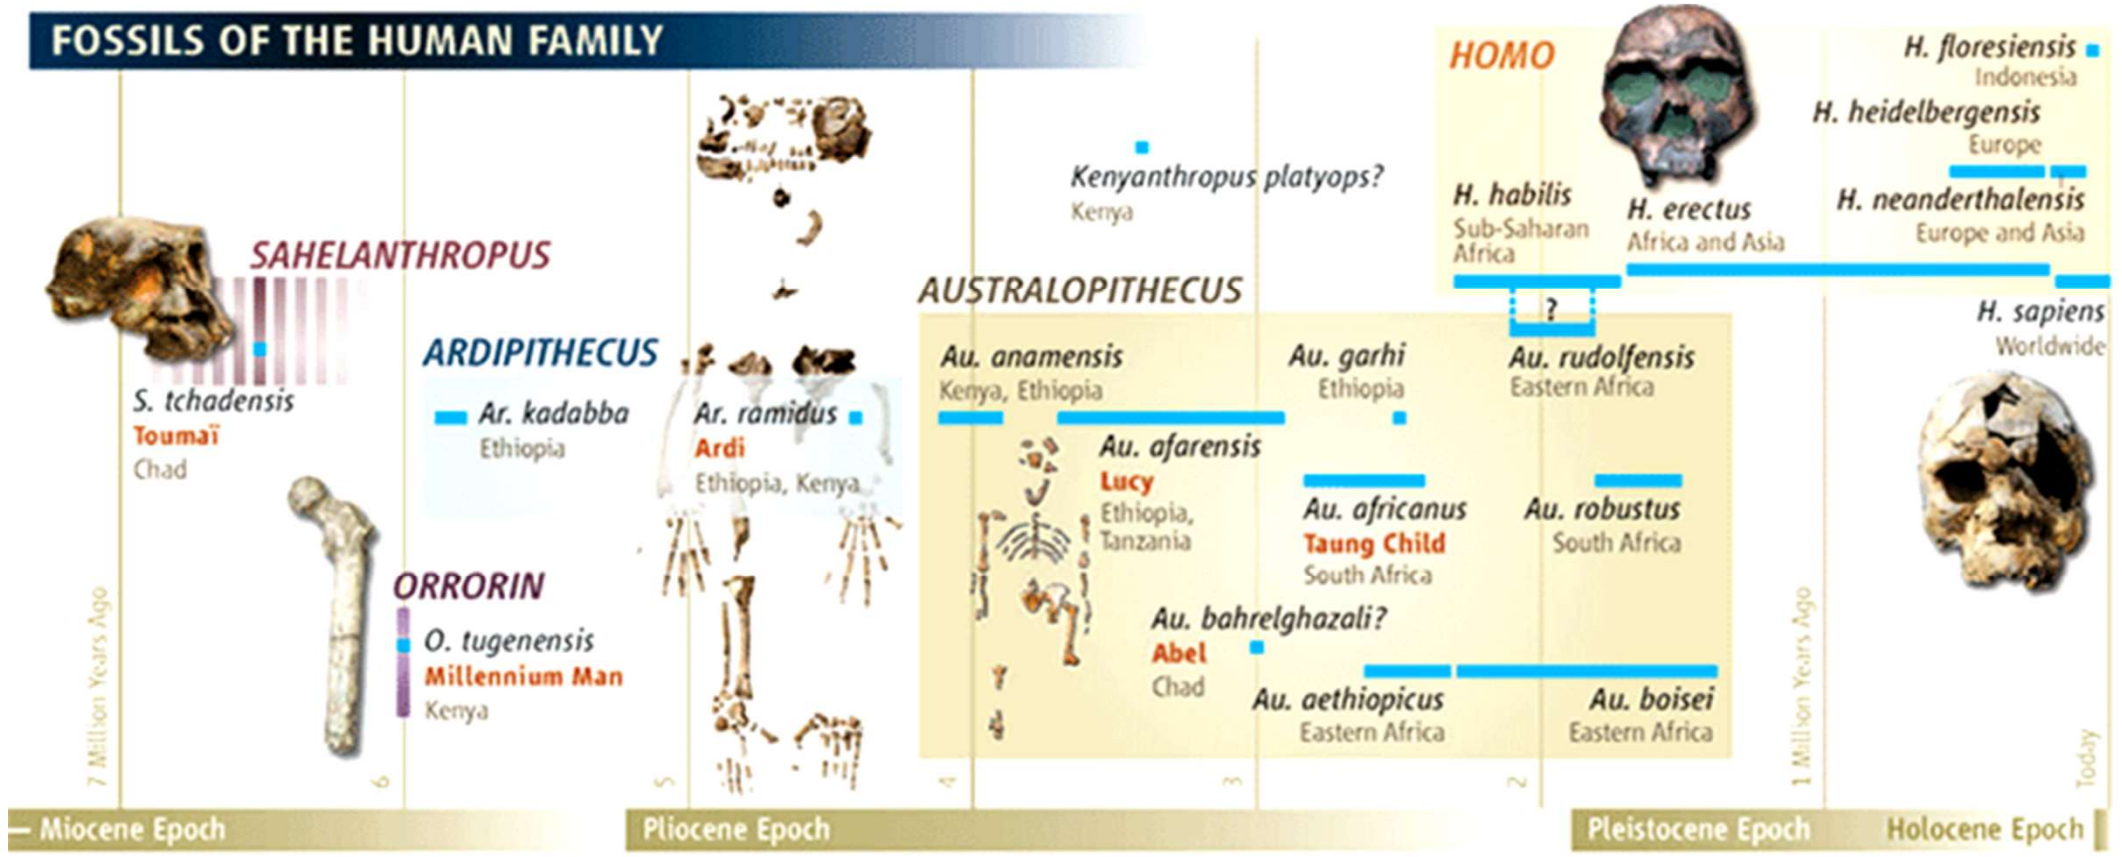 FOSSILS OF THE HUMAN FAMILY
HOMO
H. floresiensis
Indonesia
H. heidelbergensis
Europe
Kenyanthropus platyops?
Kenya
H. habilis
Sub-Saharan
Africa
H. erectus
Africa and Asia
H. neanderthalensis
Europe and Asia
SAHELANTHROPUS
S. tchadensis
Toumaï
Chad
ARDIPITHECUS
Ar. kadabba
Ethiopia
Ar. ramidus
Ardi
Ethiopia, Kenya
AUSTRALOPITHECUS
Au. anamensis
Kenya, Ethiopia
Au. garhi
Ethiopia
?
Au. rudolfensis
Eastern Africa
H. sapiens
Worldwide
Au. afarensis
Lucy
Ethiopia,
Tanzania
Au. africanus
Taung Child
South Africa
Au. robustus
South Africa
ORRORIN
O. tugenensis
Millennium Man
Kenya
Au. bahrelghazali?
Abel
Chad
Au. aethiopicus
Eastern Africa
Au. boisei
Eastern Africa
7 Million Years Ago
6
5
4
3
2
1 Million Years Ago
Today
Miocene Epoch
Pliocene Epoch
Pleistocene Epoch
Holocene Epoch